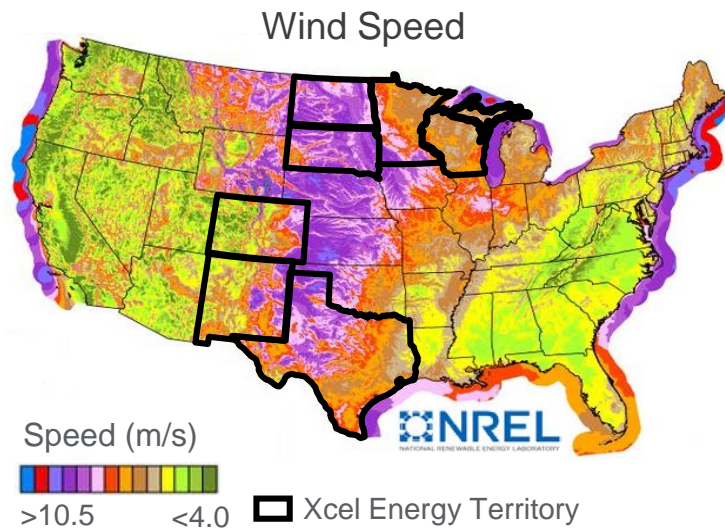 Wind Speed
NREL
NATIONAL RENEWABLE ENERGY LABORATORY
Speed (m/s)
>10.5 <4.0
Xcel Energy Territory